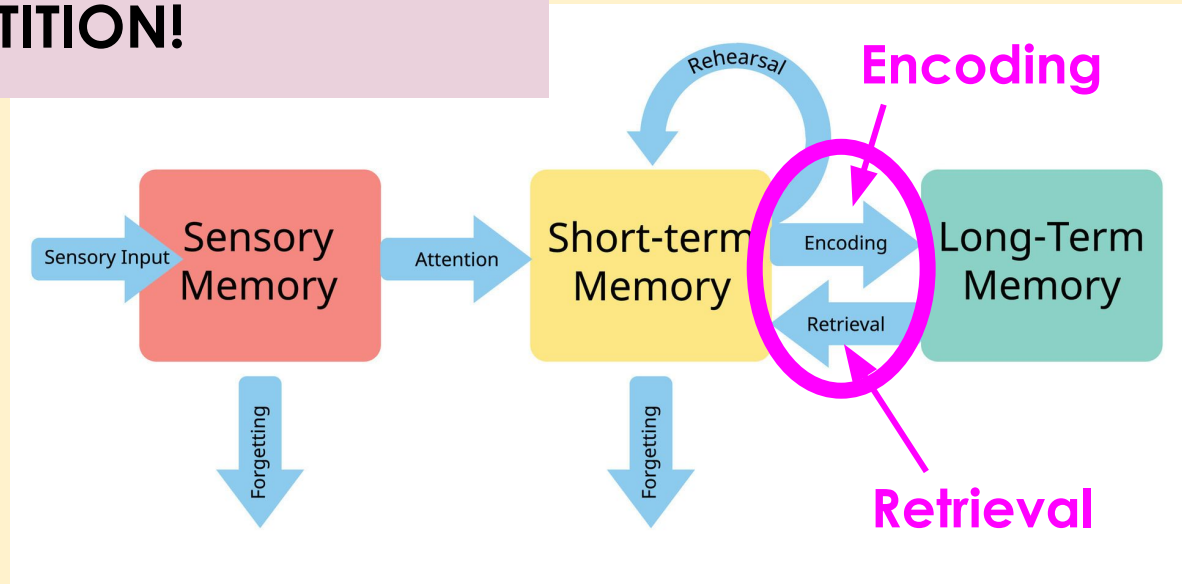 TITION!
Rehearsal
Encoding
Sensory Input
Sensory
Memory
Attention
Short-term
Memory
Encoding
Retrieval
Long-Term
Memory
Forgetting
Forgetting
Retrieval